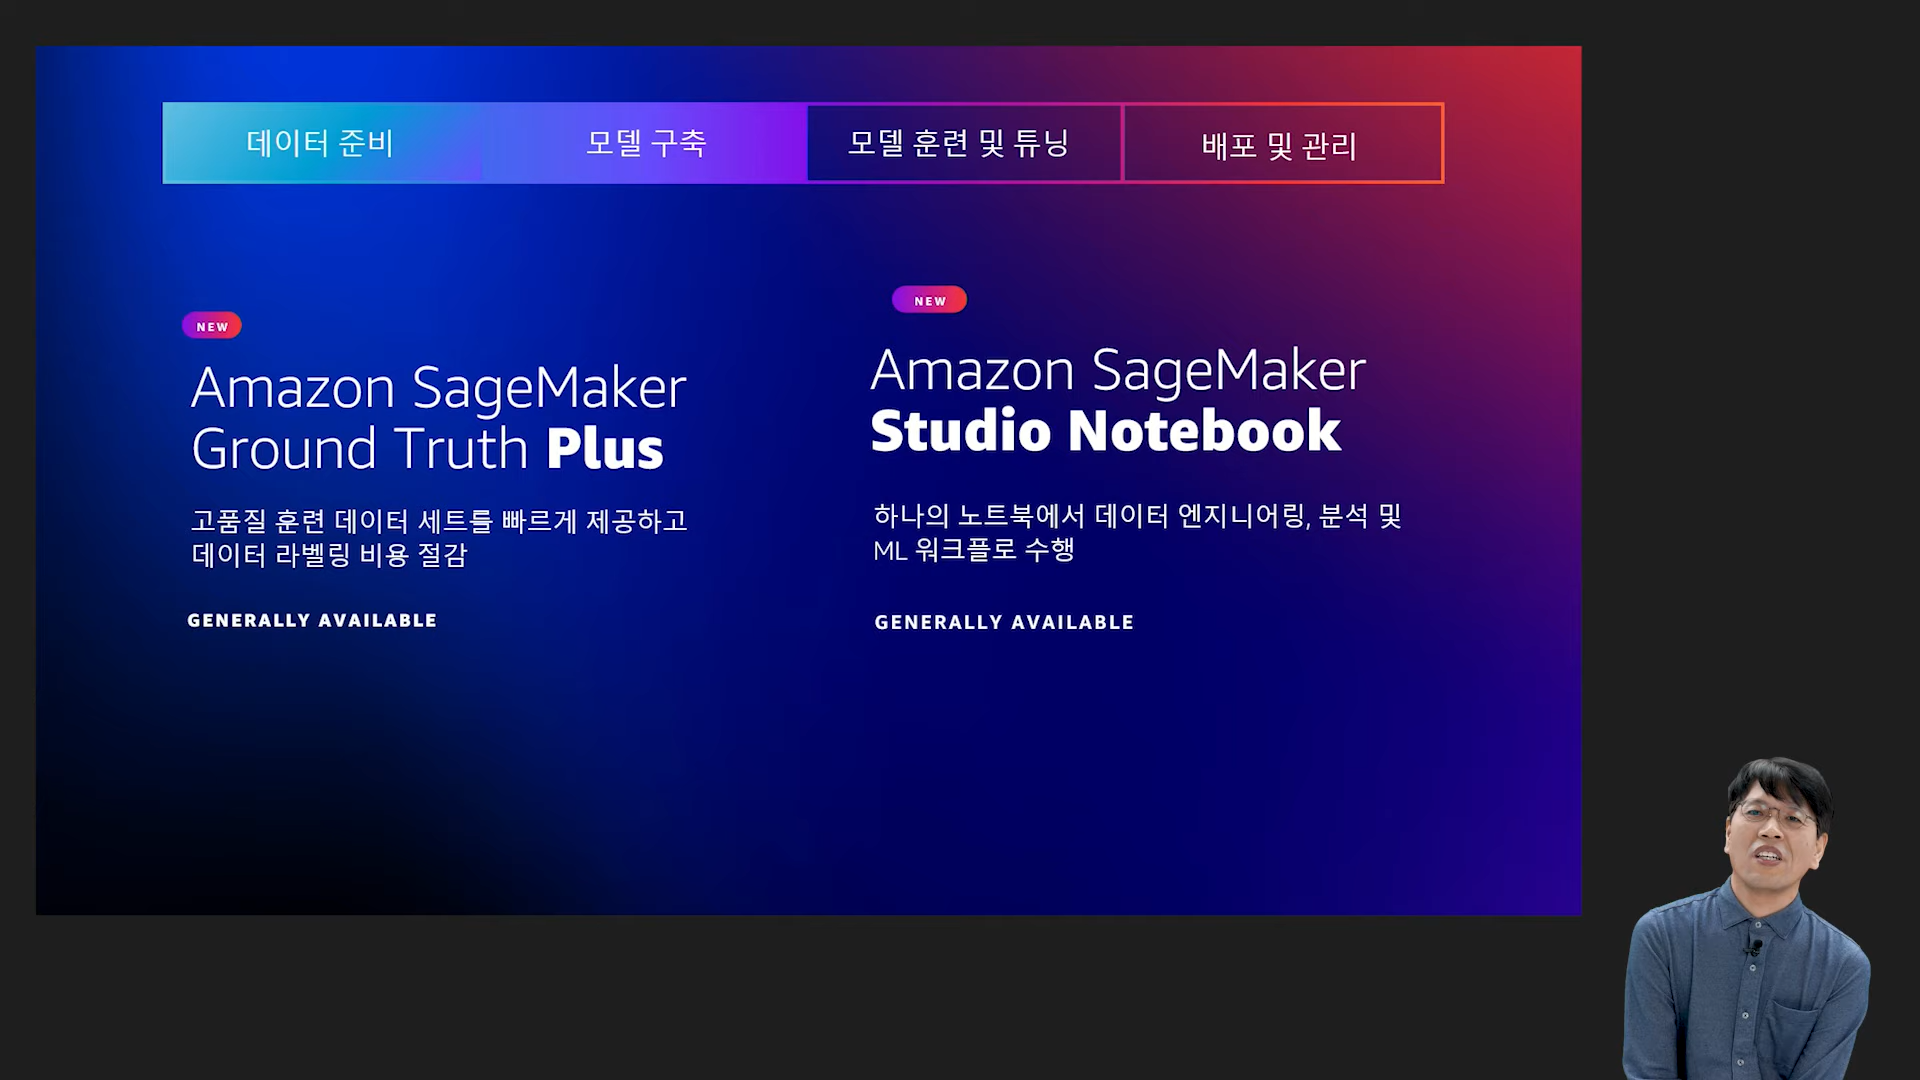 데이터 준비
모델 구축
모델 훈련 및 튜닝
배포 및 관리
NEW
Amazon SageMaker
Ground Truth Plus
고품질 훈련 데이터 세트를 빠르게 제공하고
데이터 라벨링 비용 절감
GENERALLY AVAILABLE
NEW
Amazon SageMaker
Studio Notebook
하나의 노트북에서 데이터 엔지니어링, 분석 및
ML 워크플로 수행
GENERALLY AVAILABLE